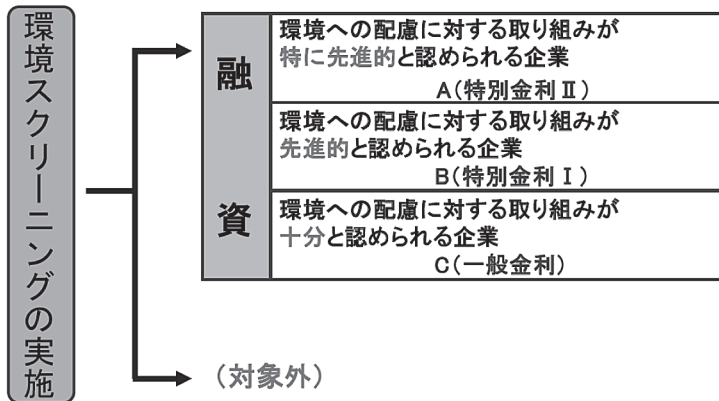 環境スクリーニングの実施
融資
環境への配慮に対する取り組みが
特に先進的と認められる企業
A(特別金利Ⅱ)
環境への配慮に対する取り組みが
先進的と認められる企業
B(特別金利Ⅰ)
環境への配慮に対する取り組みが
十分と認められる企業
C(一般金利)
(対象外)